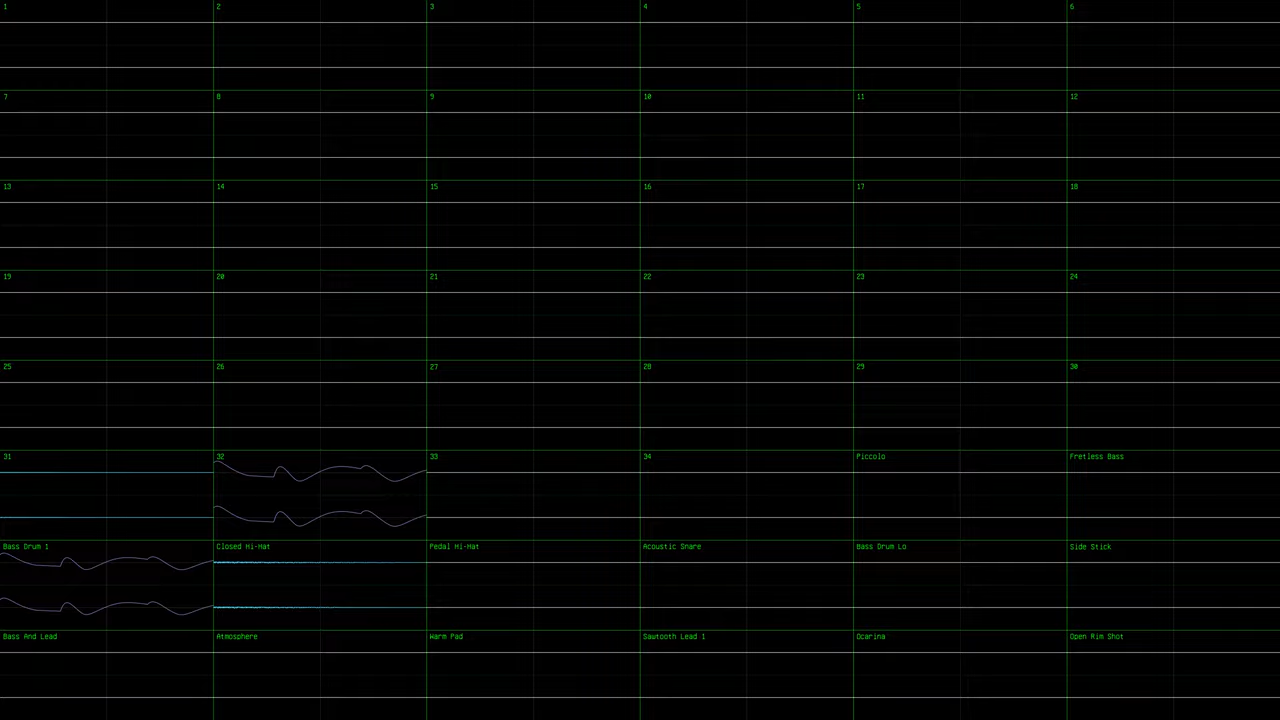 1 2 3 4 5 6
7 8 9 10 11 12
13 14 15 16 17 18
19 20 21 22 23 24
25 26 27 28 29 30
31 32 33 34 Piccolo Fretless Bass
Bass Drum 1 Closed Hi-Hat Pedal Hi-Hat Acoustic Snare Bass Drum Lo Side Stick
Bass And Lead Atmosphere Warm Pad Sawtooth Lead 1 Ocarina Open Rim Shot